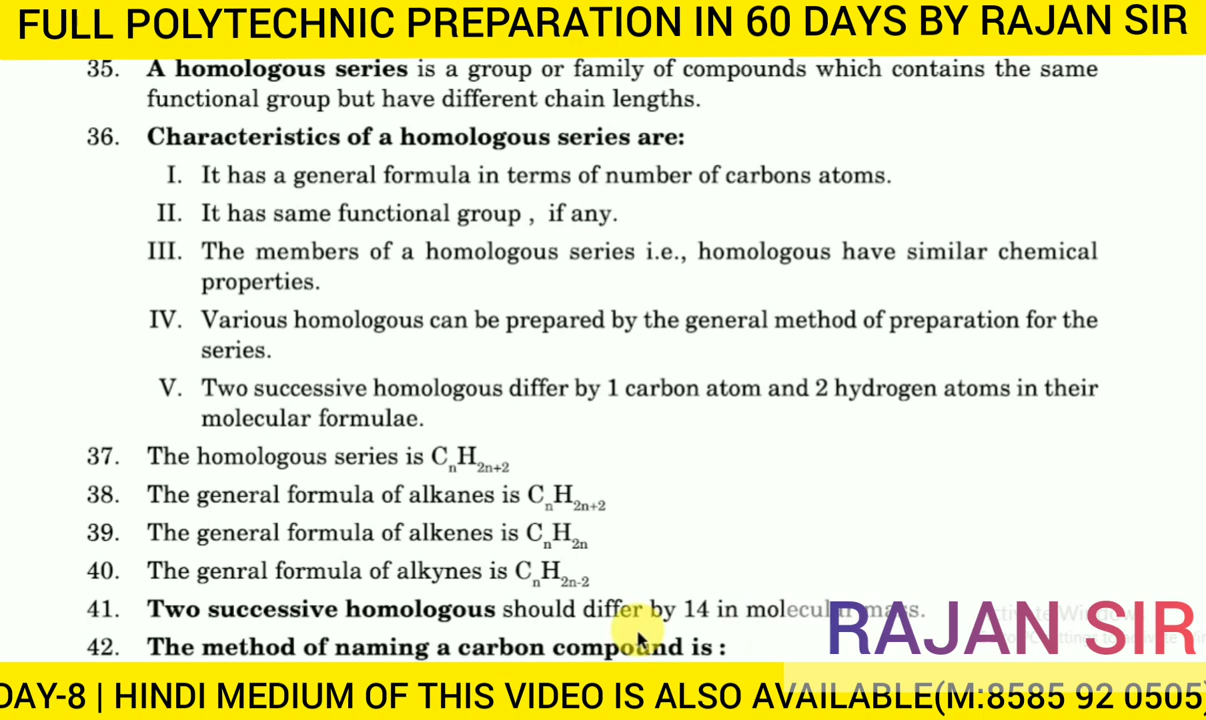 FULL POLYTECHNIC PREPARATION IN 60 DAYS BY RAJAN SIR
35. A homologous series is a group or family of compounds which contains the same
functional group but have different chain lengths.
36. Characteristics of a homologous series are:
I. It has a general formula in terms of number of carbons atoms.
II. It has same functional group , if any.
III. The members of a homologous series i.e., homologous have similar chemical
properties.
IV. Various homologous can be prepared by the general method of preparation for the
series.
V. Two successive homologous differ by 1 carbon atom and 2 hydrogen atoms in their
molecular formulae.
37. The homologous series is CnH2n+2
38. The general formula of alkanes is CnH2n+2
39. The general formula of alkenes is CnH2n
40. The genral formula of alkynes is CnH2n-2
41. Two successive homologous should differ by 14 in molecular mass.
42. The method of naming a carbon compound is :
RAJAN SIR
DAY-8 | HINDI MEDIUM OF THIS VIDEO IS ALSO AVAILABLE(M:8585 92 0505)